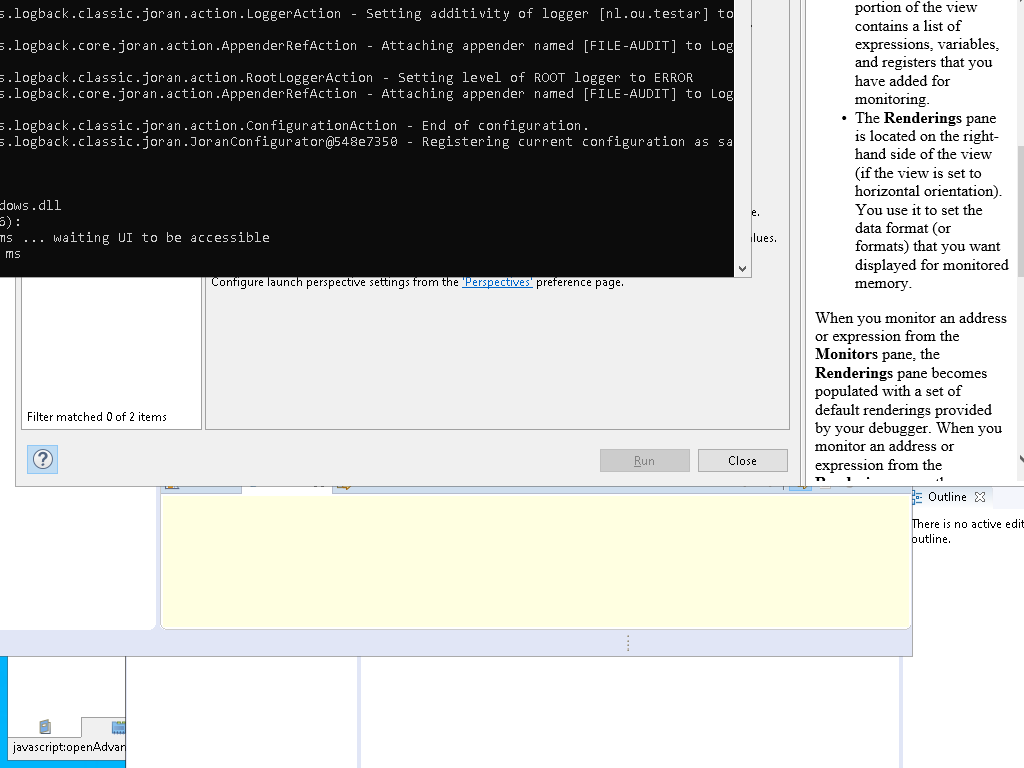 s.logback.classic.joran.action.LoggerAction - Setting additivity of logger [nl.ou.testar] to
s.logback.core.joran.action.AppenderRefAction - Attaching appender named [FILE-AUDIT] to Log
s.logback.classic.joran.action.RootLoggerAction - Setting level of ROOT logger to ERROR
s.logback.core.joran.action.AppenderRefAction - Attaching appender named [FILE-AUDIT] to Log
s.logback.classic.joran.action.ConfigurationAction - End of configuration.
s.logback.classic.joran.JoranConfigurator@548e7350 - Registering current configuration as sa
dows.dll
6):
ms ... waiting UI to be accessible
ms
e.
lues.
Configure launch perspective settings from the 'Perspectives' preference page.
Filter matched 0 of 2 items
Run
Close
portion of the view
contains a list of
expressions, variables,
and registers that you
have added for
monitoring.
• The Renderings pane
is located on the right-
hand side of the view
(if the view is set to
horizontal orientation).
You use it to set the
data format (or
formats) that you want
displayed for monitored
memory.
When you monitor an address
or expression from the
Monitors pane, the
Renderings pane becomes
populated with a set of
default renderings provided
by your debugger. When you
monitor an address or
expression from the
Outline
There is no active edit
outline.
javascript:openAdvan